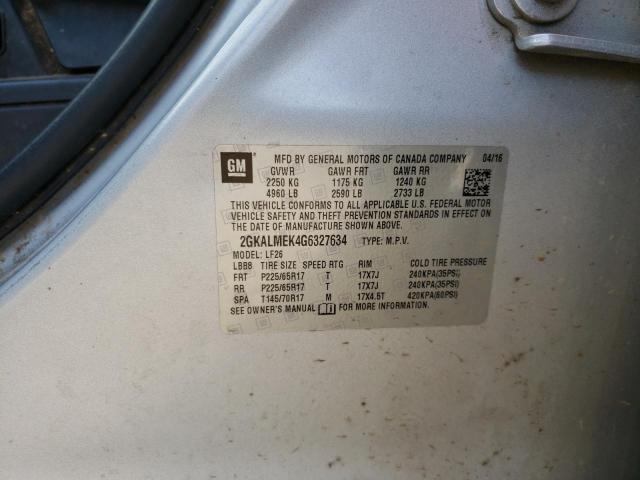 GM MFD BY GENERAL MOTORS OF CANADA COMPANY 04/16
GVWR GAWR FRT GAWR RR
2250 KG 1175 KG 1240 KG
4960 LB 2590 LB 2733 LB
THIS VEHICLE CONFORMS TO ALL APPLICABLE U.S. FEDERAL MOTOR
VEHICLE SAFETY AND THEFT PREVENTION STANDARDS IN EFFECT ON
THE DATE OF MANUFACTURE SHOWN ABOVE.
2GKALMEK4G6327634 TYPE: M.P.V.
MODEL: LF26
LBB8 TIRE SIZE SPEED RTG RIM COLD TIRE PRESSURE
FRT P225/65R17 T 17X7J 240KPA(35PSI)
RR P225/65R17 T 17X7J 240KPA(35PSI)
SPA T145/70R17 M 17X4.5T 420KPA(60PSI)
SEE OWNER'S MANUAL FOR MORE INFORMATION.